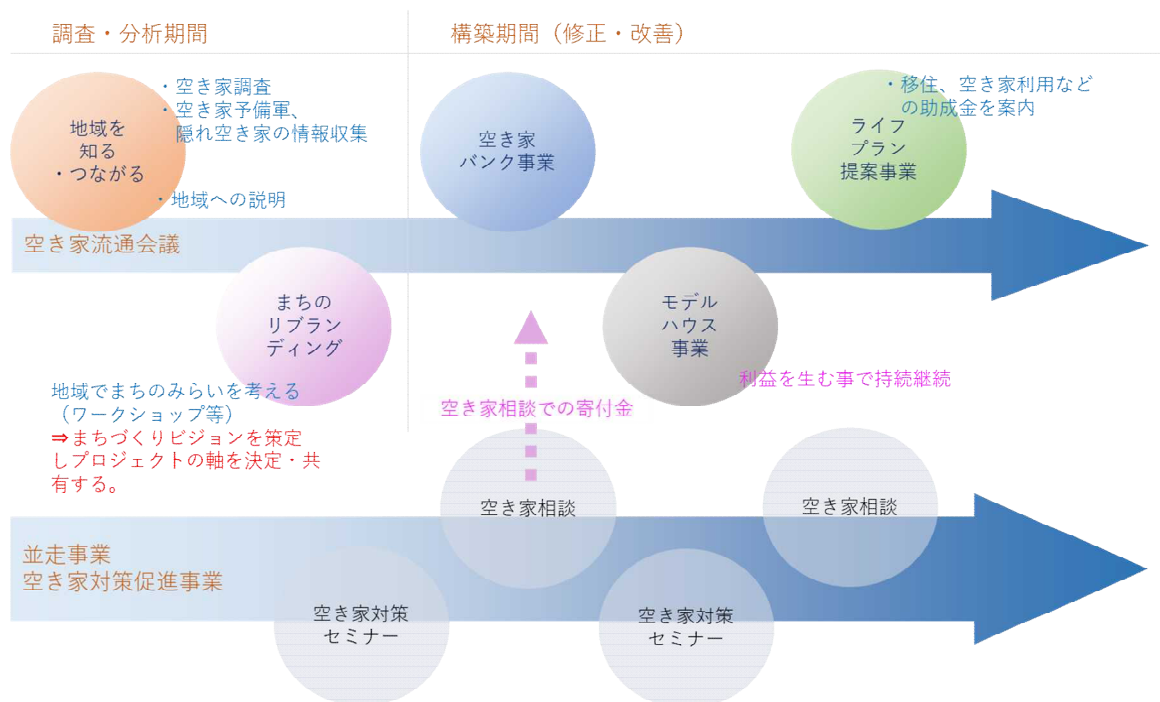 調査・分析期間
構築期間（修正・改善）
地域を
知る
・つながる
・空き家調査
・空き家予備軍、
隠れ空き家の情報収集
・地域への説明
空き家
バンク事業
ライフ
プラン
提案事業
・移住、空き家利用など
の助成金を案内
空き家流通会議
まちの
リブラン
ディング
モデル
ハウス
事業
地域でまちのみらいを考える
（ワークショップ等）
⇒まちづくりビジョンを策定
しプロジェクトの軸を決定・共
有する。
空き家相談での寄付金
利益を生む事で持続継続
空き家相談
空き家相談
並走事業
空き家対策促進事業
空き家対策
セミナー
空き家対策
セミナー